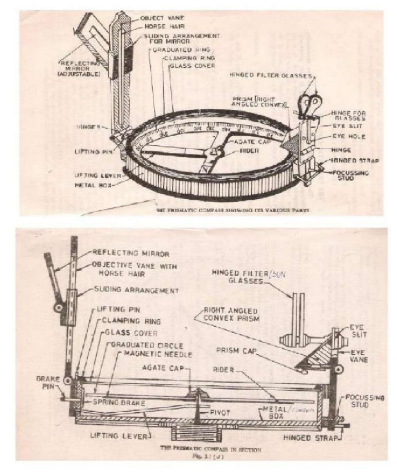 OBJECT VANE
HORSE HAIR
SLIDING ARRANGEMENT
FOR MIRROR
GRADUATED RING
CLAMPING RING
GLASS COVER
REFLECTING
MIRROR
(ADJUSTABLE)
HINGED FILTER GLASSES
PRISM (RIGHT
ANGLED CONVEX)
HINGE FOR
GLASSES
EYE SLIT
EYE HOLE
HINGE
HINGED STRAP
FOCUSSING
STUD
HINGES
LIFTING PIN
AGATE CAP
RIDER
LIFTING LEVER
METAL BOX
THE PRISMATIC COMPASS SHOWING ITS VARIOUS PARTS
REFLECTING MIRROR
OBJECTIVE VANE WITH
HORSE HAIR
SLIDING ARRANGEMENT
LIFTING PIN
CLAMPING RING
GLASS COVER
GRADUATED CIRCLE
MAGNETIC NEEDLE
AGATE CAP
HINGED FILTER/SUN
GLASSES
RIGHT ANGLED
CONVEX PRISM
PRISM CAP
EYE
SLIT
EYE
VANE
RIDER
BRAKE
PIN
SPRING BRAKE
PIVOT
METAL
BOX
FOCUSSING
STUD
LIFTING LEVER
HINGED STRAP
THE PRISMATIC COMPASS IN SECTION